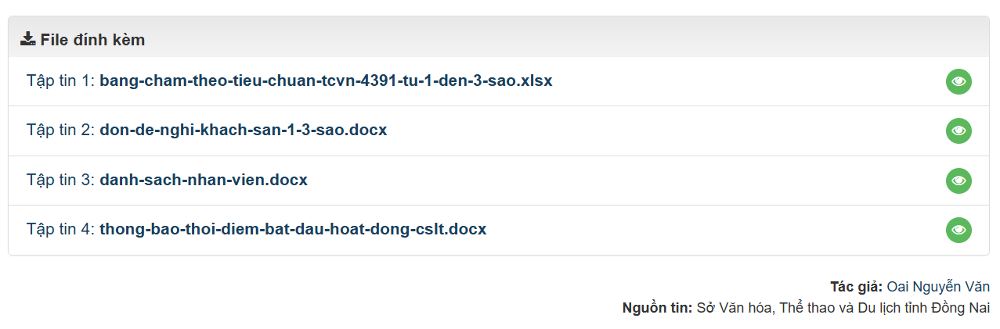 File đính kèm
Tập tin 1: bang-cham-theo-tieu-chuan-tcvn-4391-tu-1-den-3-sao.xlsx
Tập tin 2: don-de-nghi-khach-san-1-3-sao.docx
Tập tin 3: danh-sach-nhan-vien.docx
Tập tin 4: thong-bao-thoi-diem-bat-dau-hoat-dong-cslt.docx
Tác giả: Oai Nguyễn Văn
Nguồn tin: Sở Văn hóa, Thể thao và Du lịch tỉnh Đồng Nai